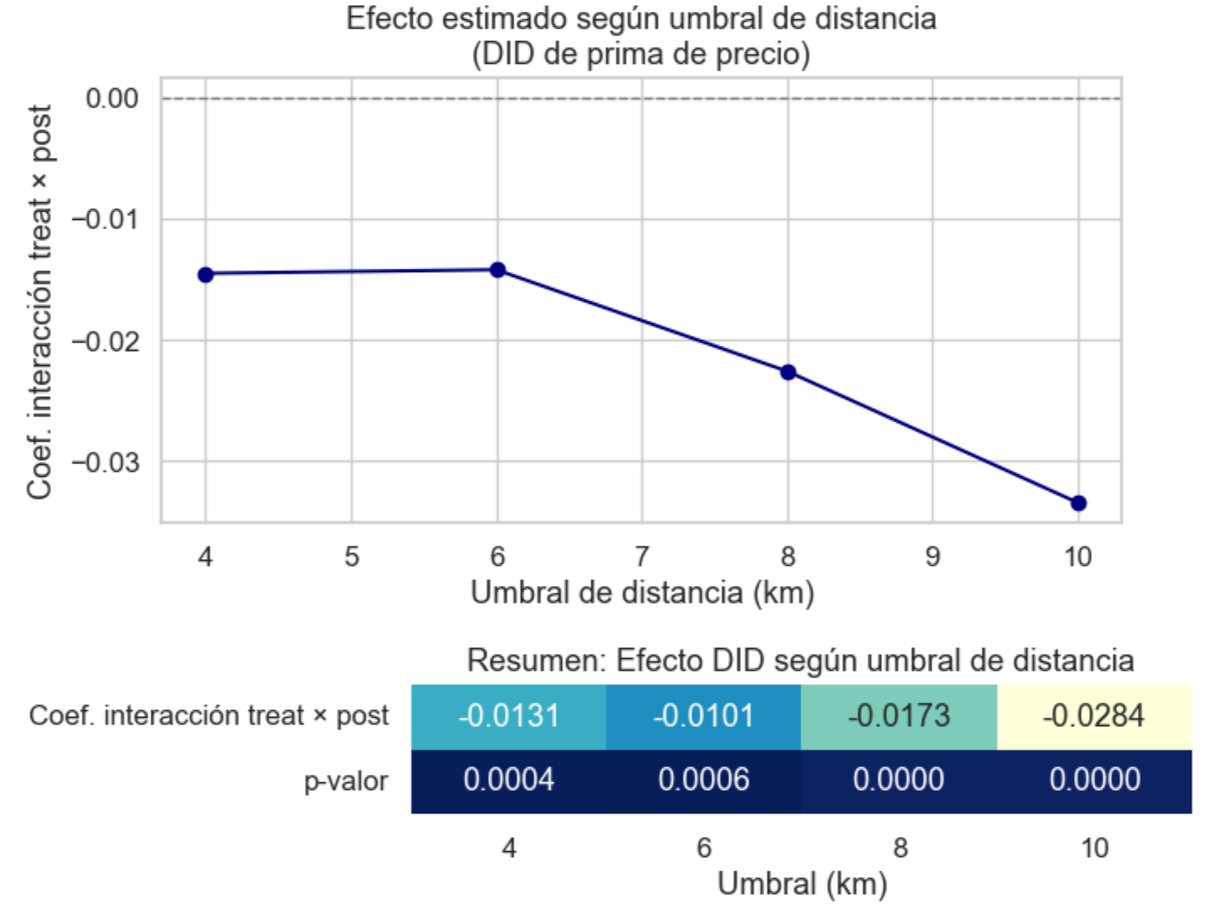 Efecto estimado según umbral de distancia
(DID de prima de precio)
Coef. interacción treat × post
0.00
−0.01
−0.02
−0.03
4 5 6 7 8 9 10
Umbral de distancia (km)
Resumen: Efecto DID según umbral de distancia
Coef. interacción treat × post -0.0131 -0.0101 -0.0173 -0.0284
p-valor 0.0004 0.0006 0.0000 0.0000
4 6 8 10
Umbral (km)